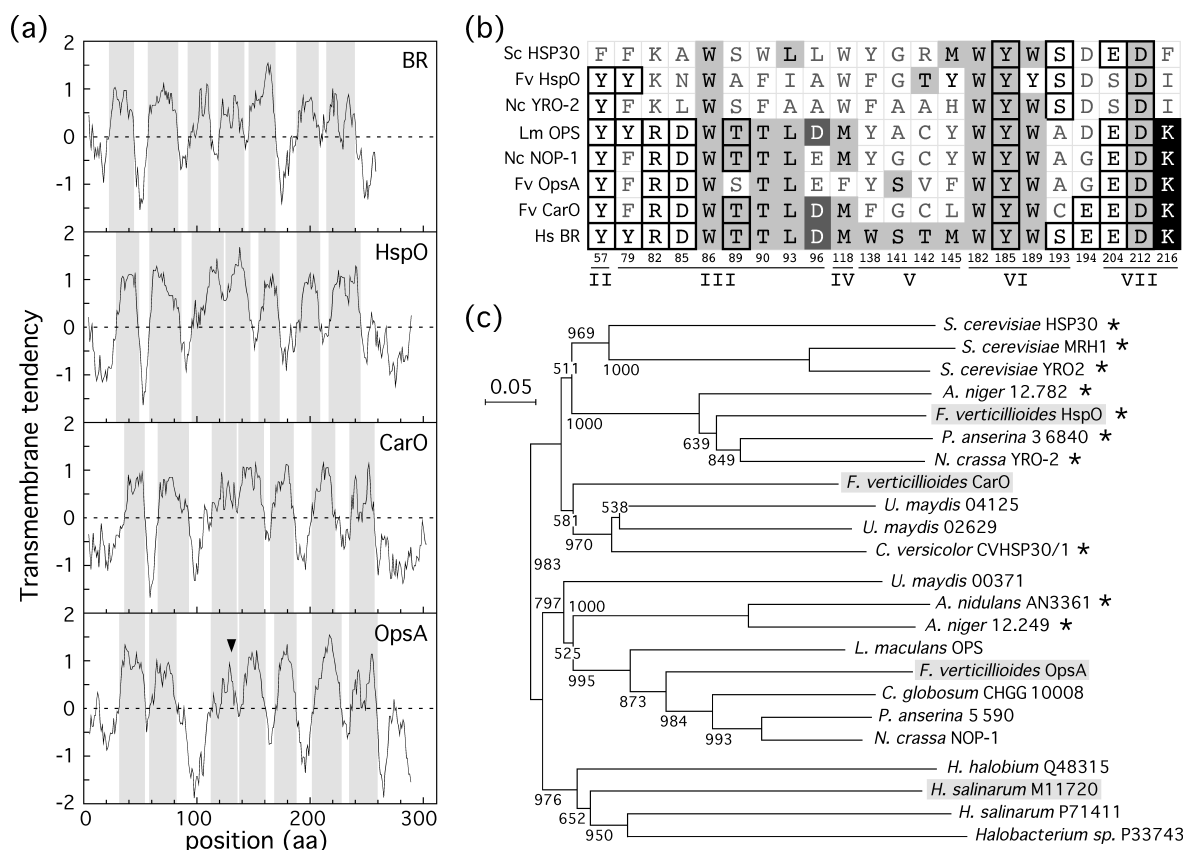 (a)
Transmembrane tendency
2
1
0
-1
BR
2
1
0
-1
HspO
2
1
0
-1
CarO
2
1
0
-1
-2
OpsA
0 100 200 300
position (aa)
(b)
Sc HSP30 F F K A W S W L L W Y G R M W Y W S D E D F
Fv HspO Y Y K N W A F I A W F G T Y W Y Y S D S D I
Nc YRO-2 Y F K L W S F A A W F A A H W Y W S D S D I
Lm OPS Y Y R D W T T L D M Y A C Y W Y W A D E D K
Nc NOP-1 Y F R D W T T L E M Y G C Y W Y W A G E D K
Fv OpsA Y F R D W S T L E F Y S V F W Y W A G E D K
Fv CarO Y F R D W T T L D M F G C L W Y W C E E D K
Hs BR Y Y R D W T T L D M W S T M W Y W S E E D K
57 79 82 85 86 89 90 93 96 118 138 141 142 145 182 185 189 193 194 204 212 216
II III IV V VI VII
(c)
0.05
969
S. cerevisiae HSP30 *
S. cerevisiae MRH1 *
1000
S. cerevisiae YRO2 *
511
A. niger 12.782 *
1000
F. verticillioides HspO *
639
P. anserina 3 6840 *
849
N. crassa YRO-2 *
F. verticillioides CarO
581
538
U. maydis 04125
U. maydis 02629
970
C. versicolor CVHSP30/1 *
983
U. maydis 00371
797
1000
A. nidulans AN3361 *
A. niger 12.249 *
525
L. maculans OPS
995
F. verticillioides OpsA
873
C. globosum CHGG 10008
984
P. anserina 5 590
993
N. crassa NOP-1
H. halobium Q48315
976
H. salinarum M11720
652
H. salinarum P71411
950
Halobacterium sp. P33743